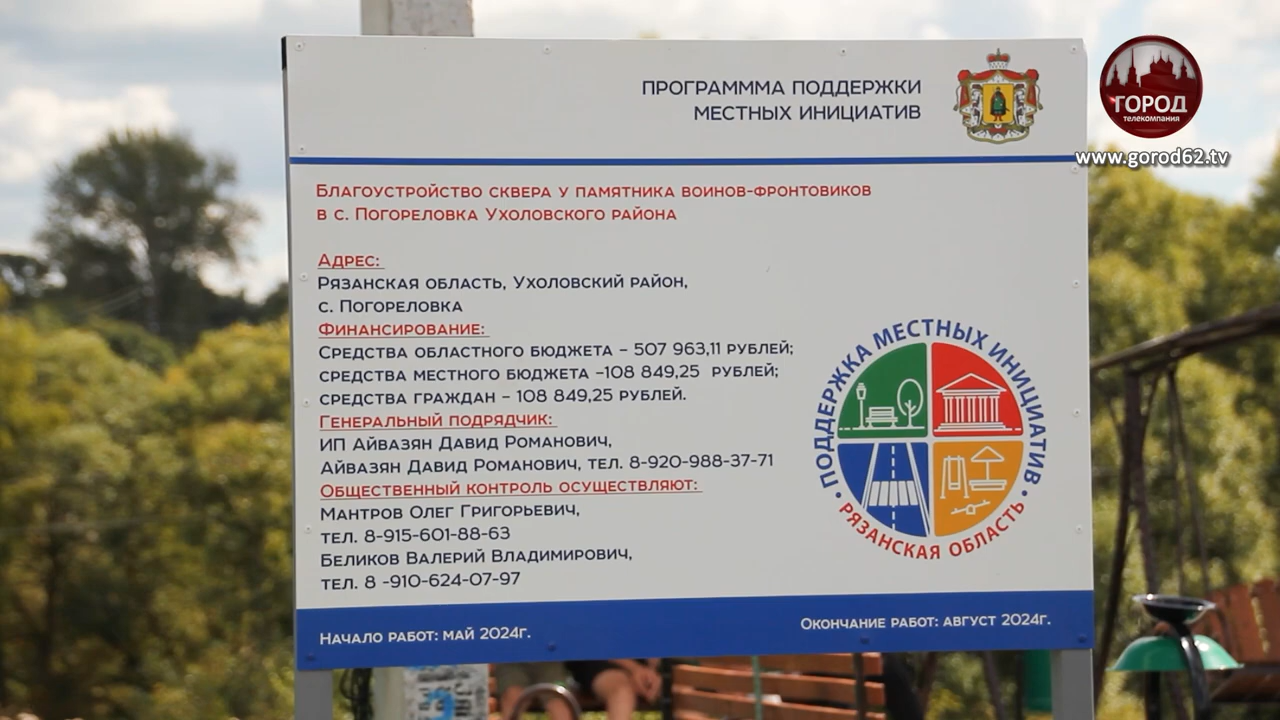 ПРОГРАМММА ПОДДЕРЖКИ
МЕСТНЫХ ИНИЦИАТИВ
ГОРОД
телекомпания
www.gorod62.tv
Благоустройство сквера у памятника воинов-фронтовиков
в с. Погореловка Ухоловского района
Адрес:
Рязанская область, Ухоловский район,
с. Погореловка
Финансирование:
Средства областного бюджета – 507 963,11 рублей;
средства местного бюджета –108 849,25 рублей;
средства граждан – 108 849,25 рублей.
Генеральный подрядчик:
ИП Айвазян Давид Романович,
Айвазян Давид Романович, тел. 8-920-988-37-71
Общественный контроль осуществляют:
Мантров Олег Григорьевич,
тел. 8-915-601-88-63
Беликов Валерий Владимирович,
тел. 8 -910-624-07-97
ПОДДЕРЖКА МЕСТНЫХ ИНИЦИАТИВ
РЯЗАНСКАЯ ОБЛАСТЬ
Начало работ: май 2024г.
Окончание работ: август 2024г.